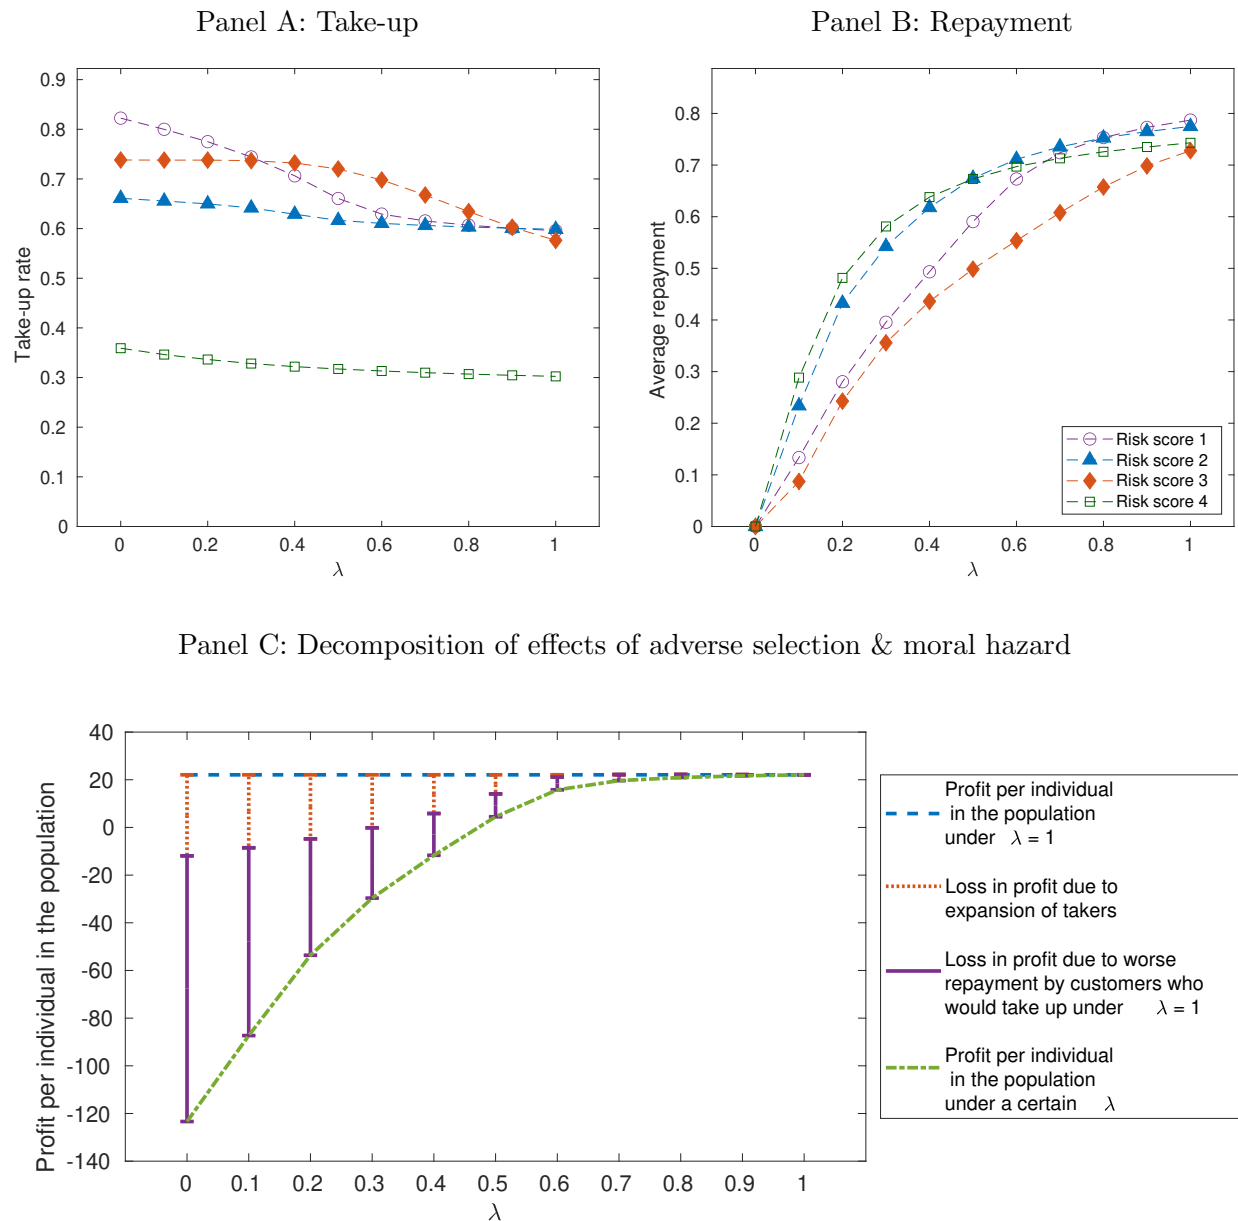 Panel A: Take-up
0.9
0.8
0.7
0.6
0.5
0.4
0.3
0.2
0.1
0
Take-up rate
0 0.2 0.4 0.6 0.8 1
λ
Panel B: Repayment
0.8
0.7
0.6
0.5
0.4
0.3
0.2
0.1
0
Average repayment
Risk score 1
Risk score 2
Risk score 3
Risk score 4
0 0.2 0.4 0.6 0.8 1
λ
Panel C: Decomposition of effects of adverse selection & moral hazard
40
20
0
-20
-40
-60
-80
-100
-120
-140
Profit per individual in the population
0 0.1 0.2 0.3 0.4 0.5 0.6 0.7 0.8 0.9 1
λ
Profit per individual
in the population
under λ = 1
Loss in profit due to
expansion of takers
Loss in profit due to worse
repayment by customers who
would take up under λ = 1
Profit per individual
in the population
under a certain λ